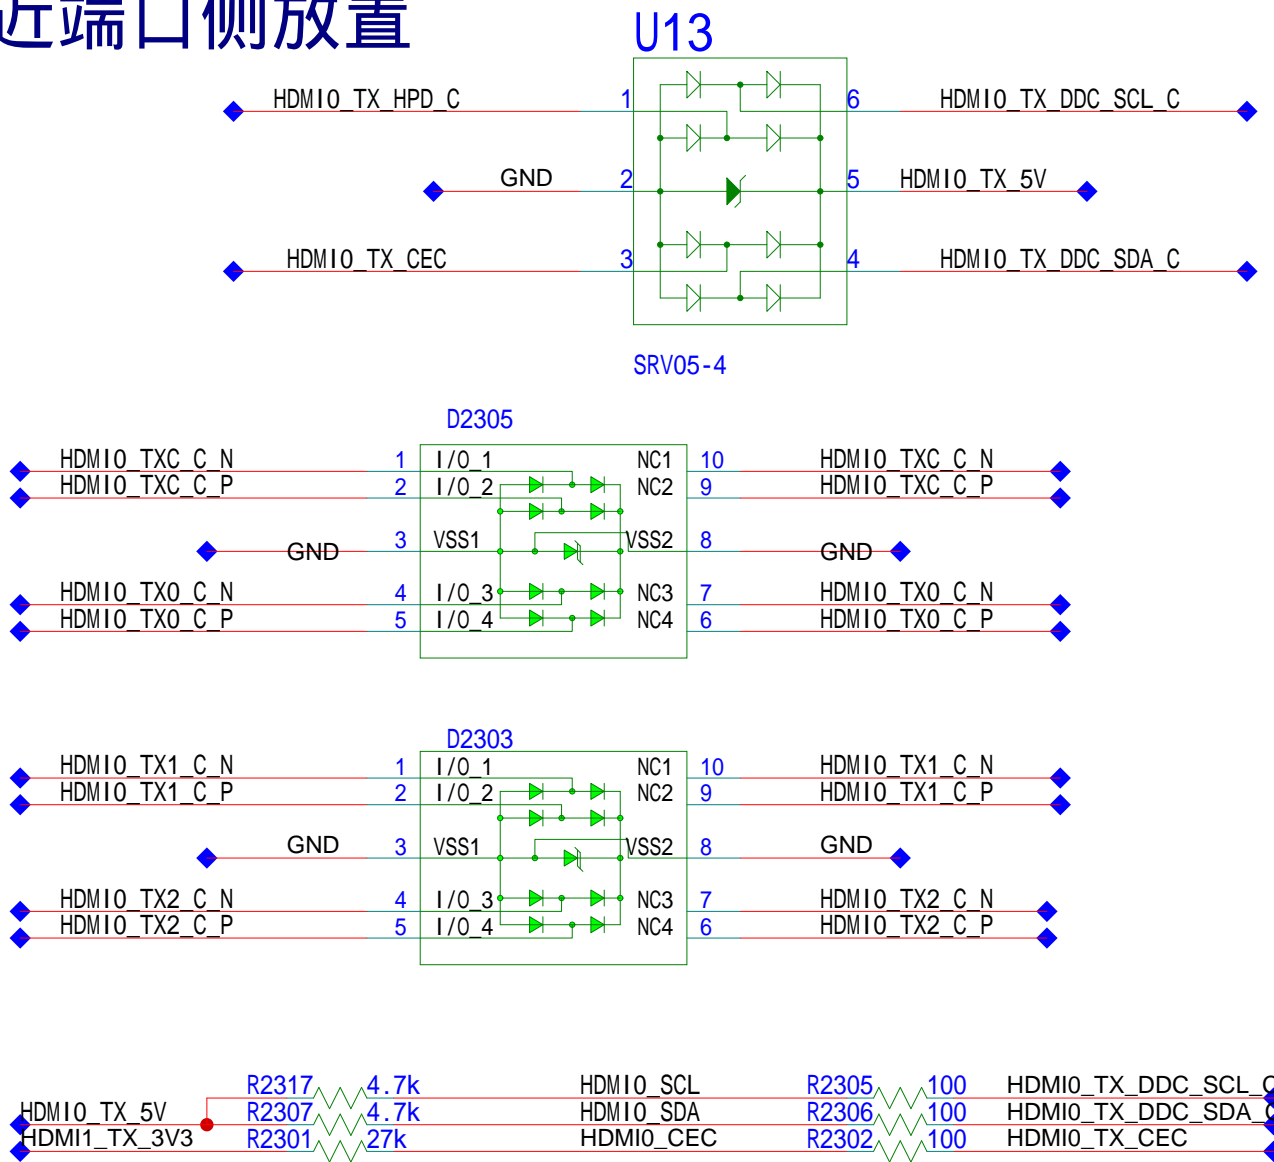 近端口侧放置
U13
HDMI0_TX_HPD_C 1 6 HDMI0_TX_DDC_SCL_C
GND 2 5 HDMI0_TX_5V
HDMI0_TX_CEC 3 4 HDMI0_TX_DDC_SDA_C
SRV05-4
D2305
HDMI0_TXC_C_N 1 I/O_1 NC1 10 HDMI0_TXC_C_N
HDMI0_TXC_C_P 2 I/O_2 NC2 9 HDMI0_TXC_C_P
GND 3 VSS1 VSS2 8 GND
HDMI0_TX0_C_N 4 I/O_3 NC3 7 HDMI0_TX0_C_N
HDMI0_TX0_C_P 5 I/O_4 NC4 6 HDMI0_TX0_C_P
D2303
HDMI0_TX1_C_N 1 I/O_1 NC1 10 HDMI0_TX1_C_N
HDMI0_TX1_C_P 2 I/O_2 NC2 9 HDMI0_TX1_C_P
GND 3 VSS1 VSS2 8 GND
HDMI0_TX2_C_N 4 I/O_3 NC3 7 HDMI0_TX2_C_N
HDMI0_TX2_C_P 5 I/O_4 NC4 6 HDMI0_TX2_C_P
R2317 4.7k HDMI0_SCL R2305 100 HDMI0_TX_DDC_SCL_C
HDMI0_TX_5V R2307 4.7k HDMI0_SDA R2306 100 HDMI0_TX_DDC_SDA_C
HDMI1_TX_3V3 R2301 27k HDMI0_CEC R2302 100 HDMI0_TX_CEC